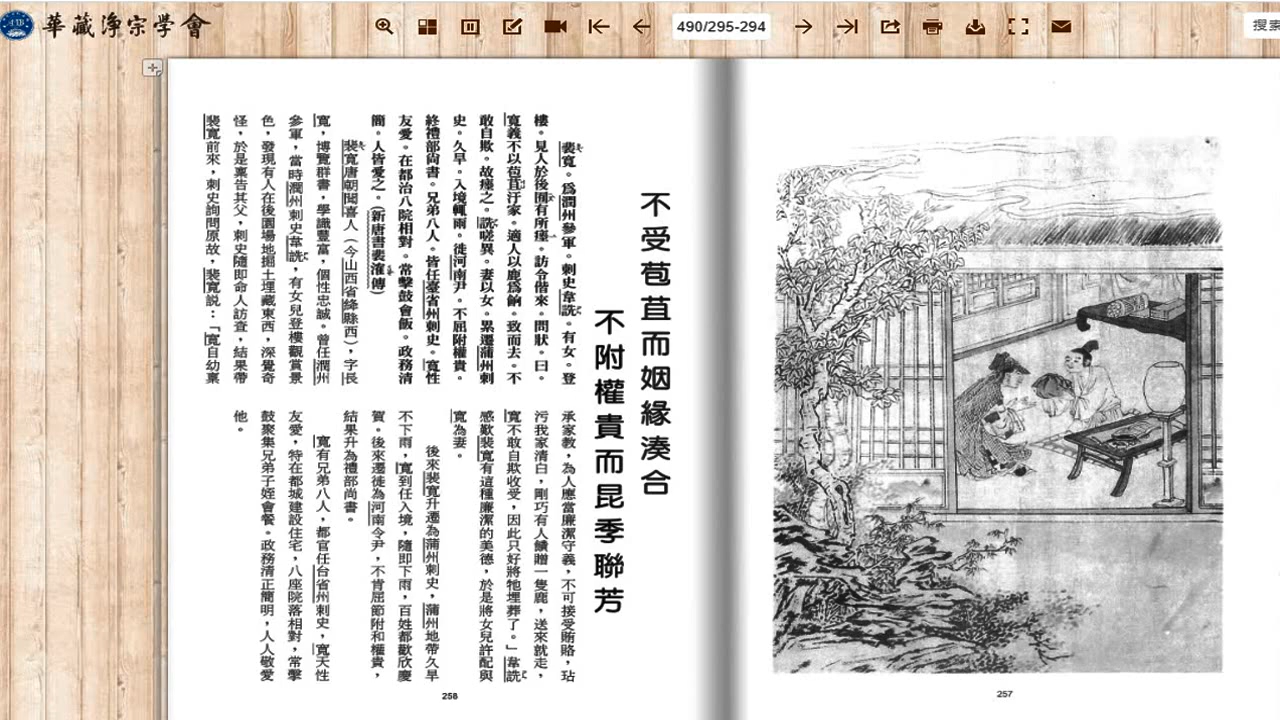 華藏淨宗學會
490/295-294
搜索
不受苞苴而姻緣湊合
不附權貴而昆季聯芳
裴寬。為潤州參軍。刺史韋詵。有女。登
樓。見人於後園有所瘞。訪令偕來。問狀。曰。
寬義不以苞苴汙家。適人以鹿為餉。致而去。不
敢自欺。故瘞之。詵嗟異。妻以女。累遷蒲州刺
史。久旱。入境輒雨。徙河南尹。不屈附權貴。
終禮部尚書。兄弟八人。皆任臺省州刺史。寬性
友愛。在都治八院相對。常擊鼓會飯。政務清
簡。人皆愛之。(新唐書裴漼傳)
裴寬唐朝聞喜人(今山西省絳縣西),字長
寬,博覽群書,學識豐富,個性忠誠。曾任潤州
參軍,當時潤州刺史韋詵,有女兒登樓觀賞景
色,發現有人在後園場地掘土埋藏東西,深覺奇
怪,於是稟告其父,刺史隨即命人訪查,結果帶
裴寬前來,刺史詢問原故,裴寬說:「寬自幼稟
承家教,為人應當廉潔守義,不可接受賄賂,玷
污我家清白,剛巧有人饋贈一隻鹿,送來就走,
寬不敢自欺收受,因此只好將牠埋葬了。」韋詵
感歎裴寬有這種廉潔的美德,於是將女兒許配與
寬為妻。
後來裴寬升遷為蒲州刺史,蒲州地帶久旱
不下雨,寬到任入境,隨即下雨,百姓都歡欣慶
賀。後來遷徙為河南令尹,不肯屈節附和權貴,
結果升為禮部尚書。
寬有兄弟八人,都官任台省州刺史,寬天性
友愛,特在都城建設住宅,八座院落相對,常擊
鼓聚集兄弟子姪會餐。政務清正簡明,人人敬愛
他。
258
257